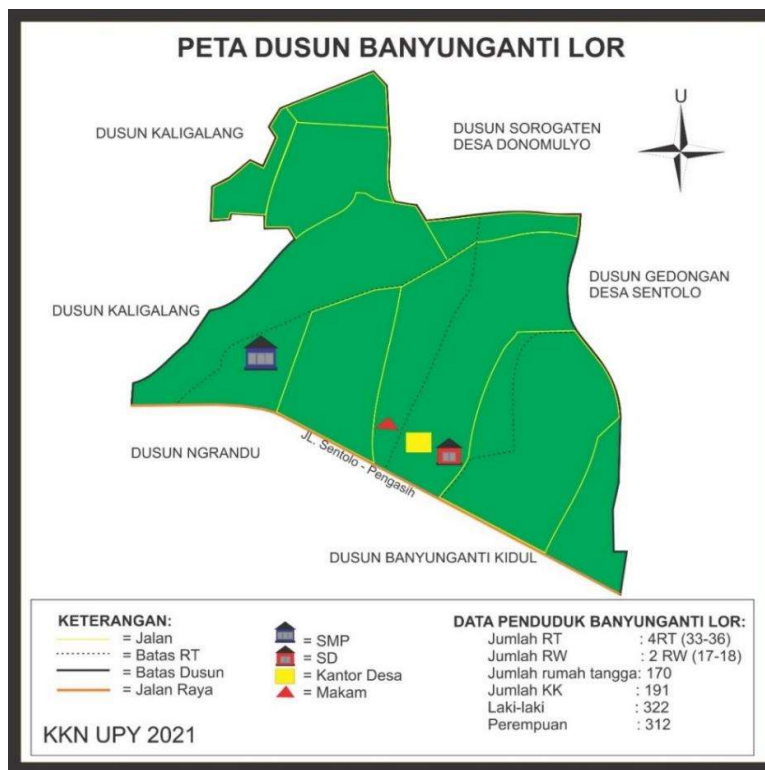 PETA DUSUN BANYUNGANTI LOR
U
DUSUN KALIGALANG
DUSUN SOROGATEN
DESA DONOMULYO
DUSUN GEDONGAN
DESA SENTOLO
DUSUN KALIGALANG
DUSUN NGRANDU
JL. Sentolo - Pengasih
DUSUN BANYUNGANTI KIDUL
KETERANGAN:
= Jalan
= Batas RT
= Batas Dusun
= Jalan Raya
= SMP
= SD
= Kantor Desa
= Makam
DATA PENDUDUK BANYUNGANTI LOR:
Jumlah RT : 4RT (33-36)
Jumlah RW : 2 RW (17-18)
Jumlah rumah tangga: 170
Jumlah KK : 191
Laki-laki : 322
Perempuan : 312
KKN UPY 2021